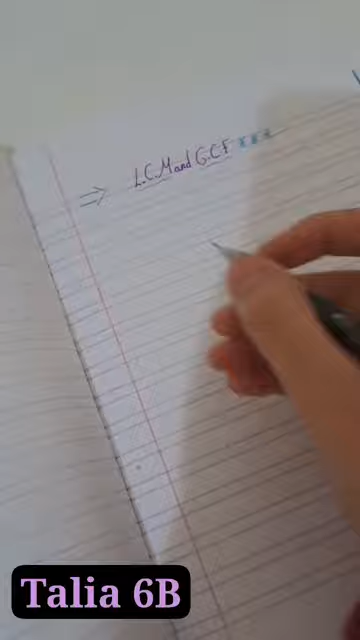 ⇒ L.C.M and G.C.F ***
Talia 6B